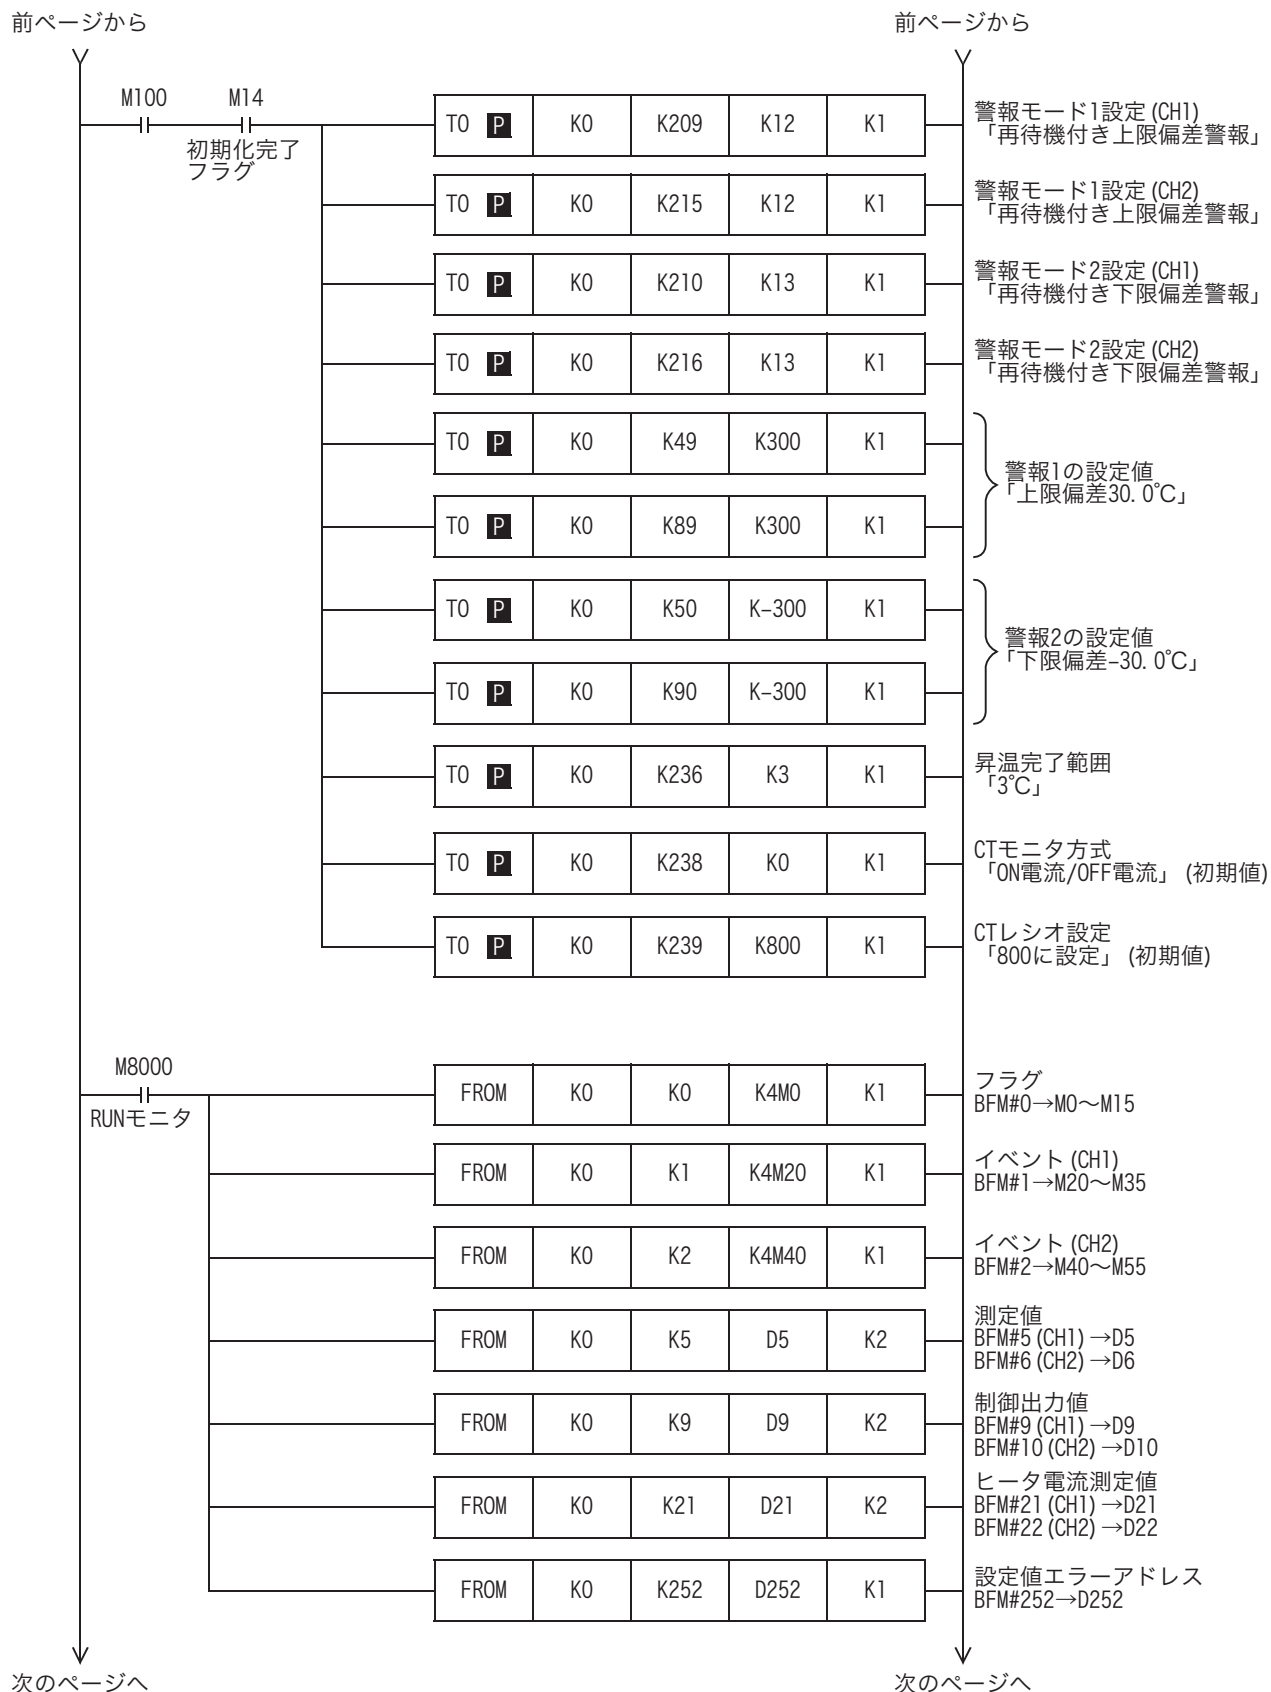 前ページから 前ページから
M100 M14
初期化完了
フラグ
TO P K0 K209 K12 K1
警報モード1設定(CH1)
「再待機付き上限偏差警報」
TO P K0 K215 K12 K1
警報モード1設定(CH2)
「再待機付き上限偏差警報」
TO P K0 K210 K13 K1
警報モード2設定(CH1)
「再待機付き下限偏差警報」
TO P K0 K216 K13 K1
警報モード2設定(CH2)
「再待機付き下限偏差警報」
TO P K0 K49 K300 K1
警報1の設定値
「上限偏差30.0℃」
TO P K0 K89 K300 K1
TO P K0 K50 K-300 K1
警報2の設定値
「下限偏差-30.0℃」
TO P K0 K90 K-300 K1
TO P K0 K236 K3 K1
昇温完了範囲
「3℃」
TO P K0 K238 K0 K1
CTモニタ方式
「ON電流/OFF電流」(初期値)
TO P K0 K239 K800 K1
CTレシオ設定
「800に設定」(初期値)
M8000
RUNモニタ
FROM K0 K0 K4M0 K1
フラグ
BFM#0→M0～M15
FROM K0 K1 K4M20 K1
イベント(CH1)
BFM#1→M20～M35
FROM K0 K2 K4M40 K1
イベント(CH2)
BFM#2→M40～M55
FROM K0 K5 D5 K2
測定値
BFM#5(CH1)→D5
BFM#6(CH2)→D6
FROM K0 K9 D9 K2
制御出力値
BFM#9(CH1)→D9
BFM#10(CH2)→D10
FROM K0 K21 D21 K2
ヒータ電流測定値
BFM#21(CH1)→D21
BFM#22(CH2)→D22
FROM K0 K252 D252 K1
設定値エラーアドレス
BFM#252→D252
次のページへ 次のページへ